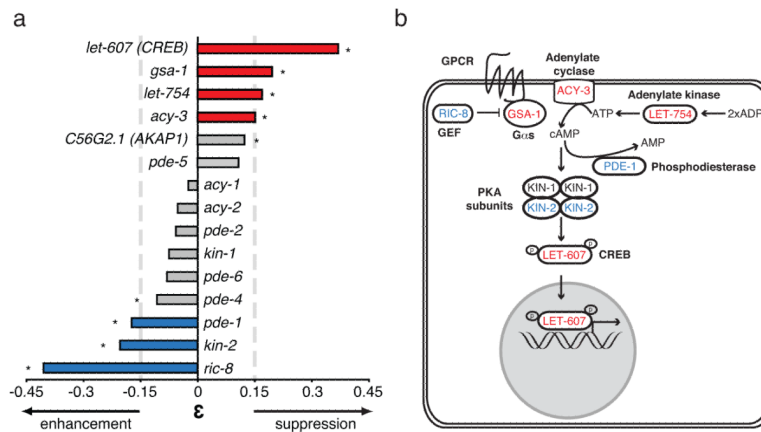 a
let-607 (CREB) *
gsa-1 *
let-754 *
acy-3 *
C56G2.1 (AKAP1) *
pde-5
acy-1
acy-2
pde-2
kin-1
pde-6
* pde-4
* pde-1
* kin-2
* ric-8
-0.45 -0.3 -0.15 0 0.15 0.3 0.45
enhancement ε suppression
b
GPCR
Adenylate
cyclase
ACY-3
Adenylate kinase
RIC-8
GEF
GSA-1
Gαs
ATP
LET-754
2xADP
cAMP
AMP
PDE-1
Phosphodiesterase
PKA
subunits
KIN-1 KIN-1
KIN-2 KIN-2
P P
LET-607
CREB
P P
LET-607